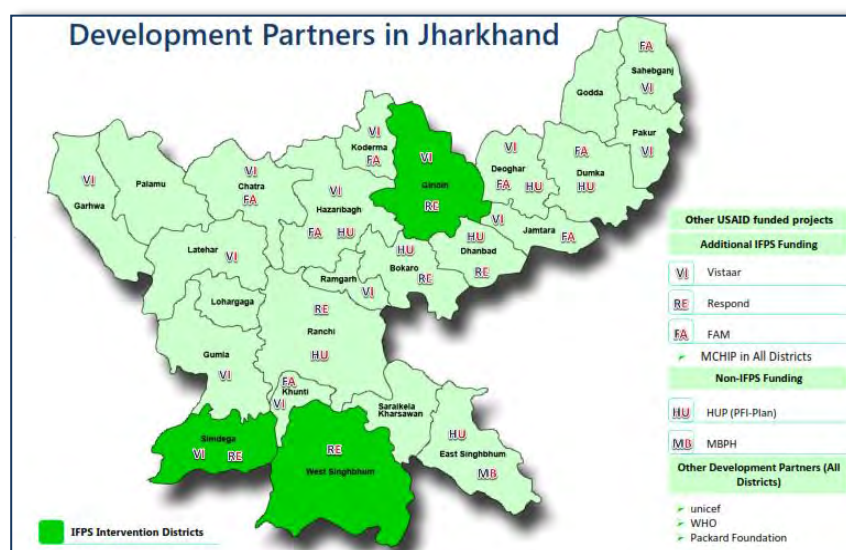 Development Partners in Jharkhand
FA
Sahebganj
VI
Godda
Pakur
VI
VI
Koderma
FA
VI
Giridih
RE
VI
Deoghar
FA HU
FA
Dumka
HU
VI
Garhwa
Palamu
VI
Chatra
FA
VI
Hazaribagh
FA HU
VI
Jamtara
FA
HU
Dhanbad
RE
HU
Bokaro
RE
Latehar
VI
Ramgarh
VI
Lohargaga
RE
Ranchi
HU
Gumla
VI
FA
Khunti
VI
Saraikela
Kharsawan
HU
East Singhbhum
MB
Simdega
VI RE
RE
West Singhbhum
IFPS Intervention Districts
Other USAID funded projects
Additional IFPS Funding
VI Vistaar
RE Respond
FA FAM
MCHIP in All Districts
Non-IFPS Funding
HU HUP (PFI-Plan)
MB MBPH
Other Development Partners (All
Districts)
unicef
WHO
Packard Foundation